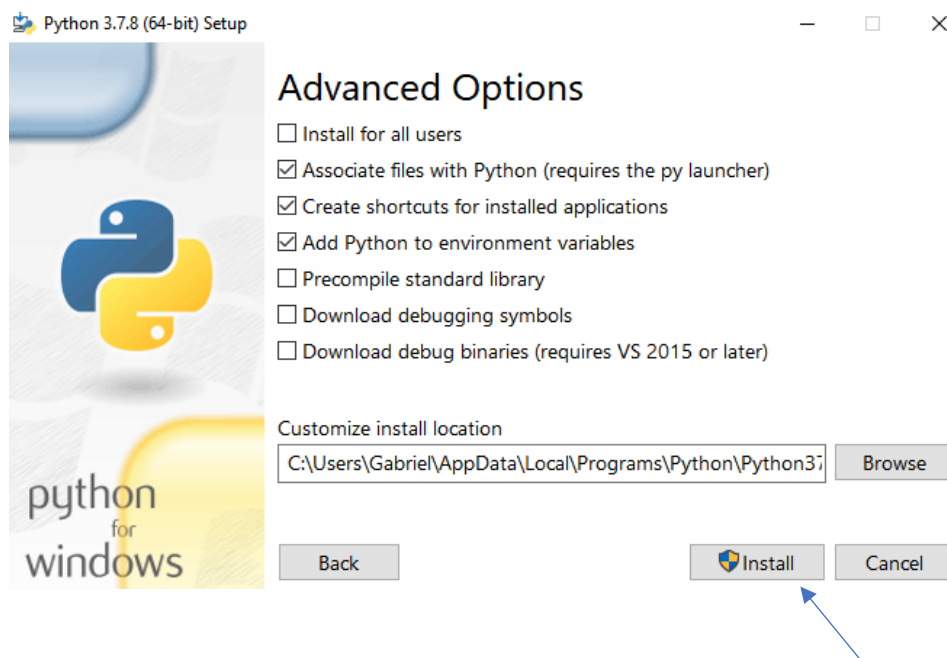 Python 3.7.8 (64-bit) Setup
Advanced Options
Install for all users
Associate files with Python (requires the py launcher)
Create shortcuts for installed applications
Add Python to environment variables
Precompile standard library
Download debugging symbols
Download debug binaries (requires VS 2015 or later)
Customize install location
C:\Users\Gabriel\AppData\Local\Programs\Python\Python37
Browse
python
for
windows
Back
Install
Cancel